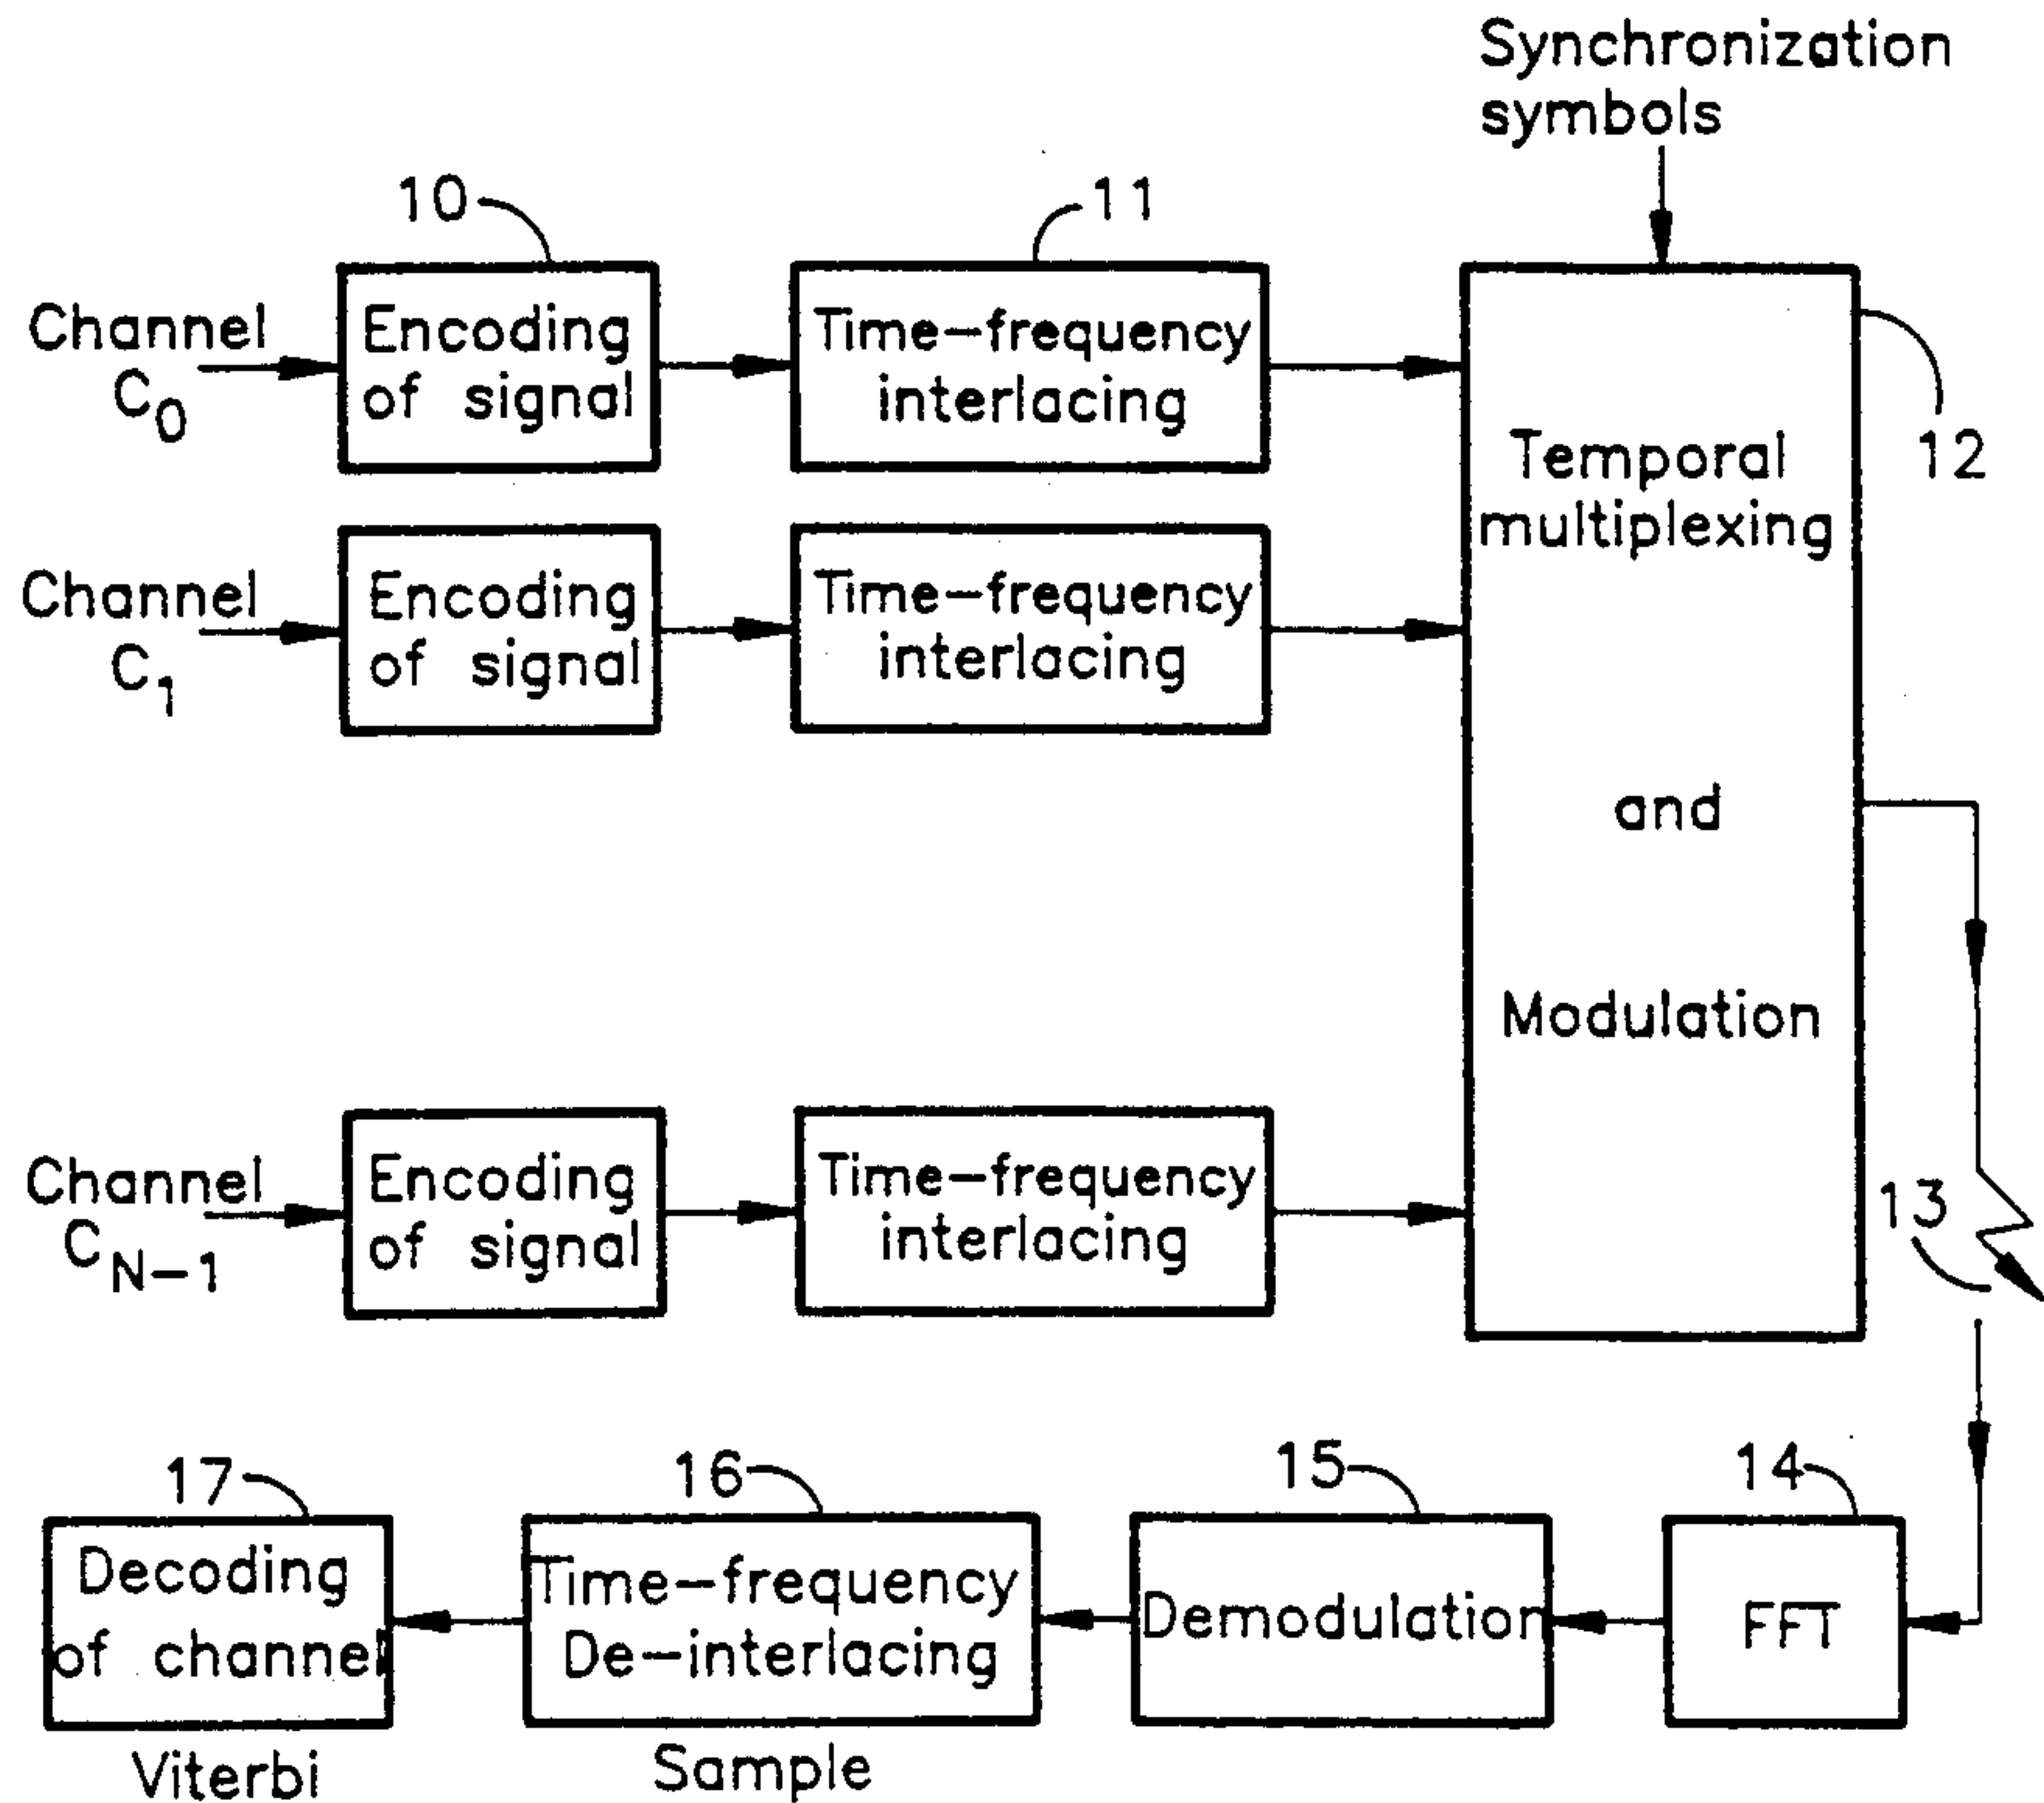 Synchronization
symbols
10
11
Channel
C0
Encoding
of signal
Time-frequency
interlacing
12
Temporal
multiplexing
and
Modulation
Channel
C1
Encoding
of signal
Time-frequency
interlacing
Channel
CN-1
Encoding
of signal
Time-frequency
interlacing
13
17
16
15
14
Decoding
of channel
Time-frequency
De-interlacing
Demodulation
FFT
Viterbi
Sample